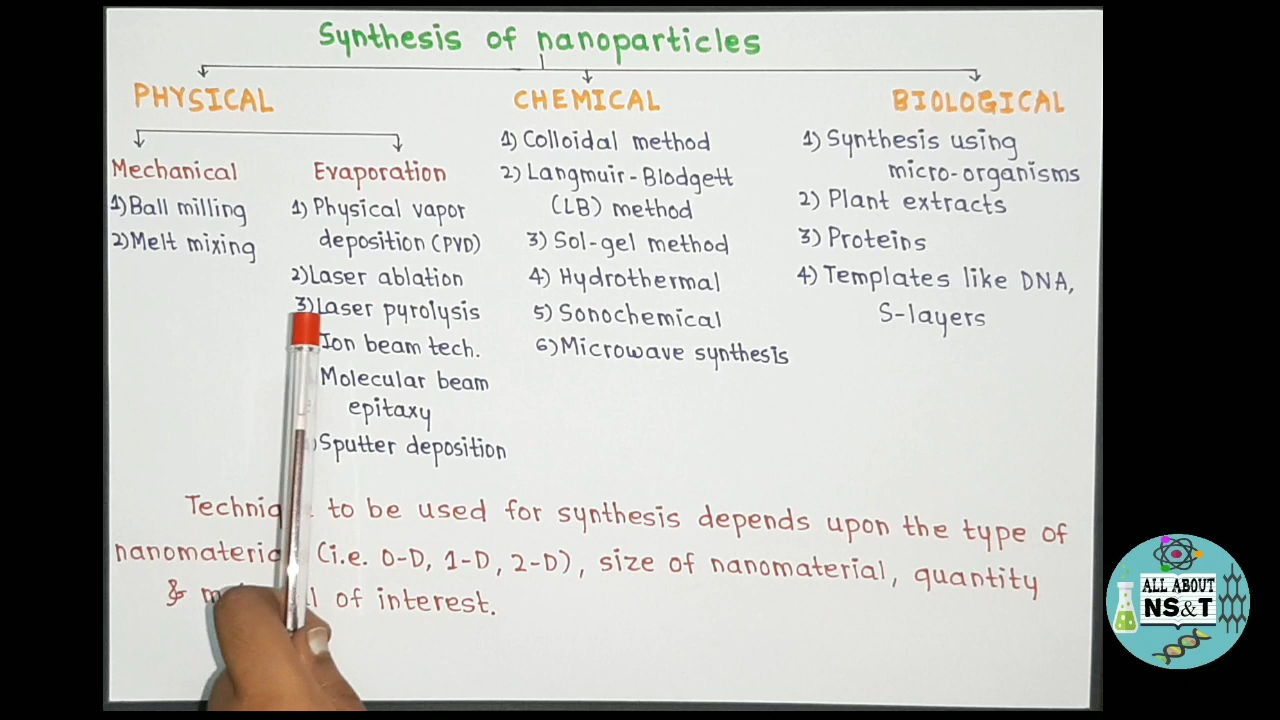 Synthesis of nanoparticles
PHYSICAL
Mechanical
1) Ball milling
2) Melt mixing
Evaporation
1) Physical vapor
deposition (PVD)
2) Laser ablation
3) Laser pyrolysis
Ion beam tech.
Molecular beam
epitaxy
) Sputter deposition
CHEMICAL
1) Colloidal method
2) Langmuir-Blodgett
(LB) method
3) Sol-gel method
4) Hydrothermal
5) Sonochemical
6) Microwave synthesis
BIOLOGICAL
1) Synthesis using
micro-organisms
2) Plant extracts
3) Proteins
4) Templates like DNA,
S-layers
to be used for synthesis depends upon the type of
(i.e. 0-D, 1-D, 2-D), size of nanomaterial, quantity
& of interest.
ALL ABOUT
NS&T